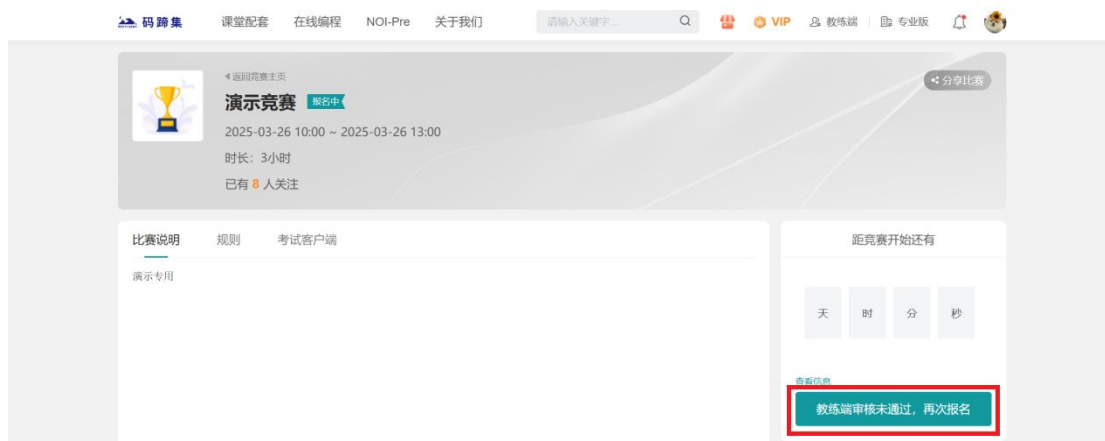 码蹄集 课堂配套 在线编程 NOI-Pre 关于我们 请输入关键字... VIP 教练端 专业版
返回竞赛主页
分享比赛
演示竞赛 报名中
2025-03-26 10:00 ~ 2025-03-26 13:00
时长：3小时
已有 8 人关注
比赛说明 规则 考试客户端
演示专用
距竞赛开始还有
天 时 分 秒
查看信息
教练端审核未通过，再次报名